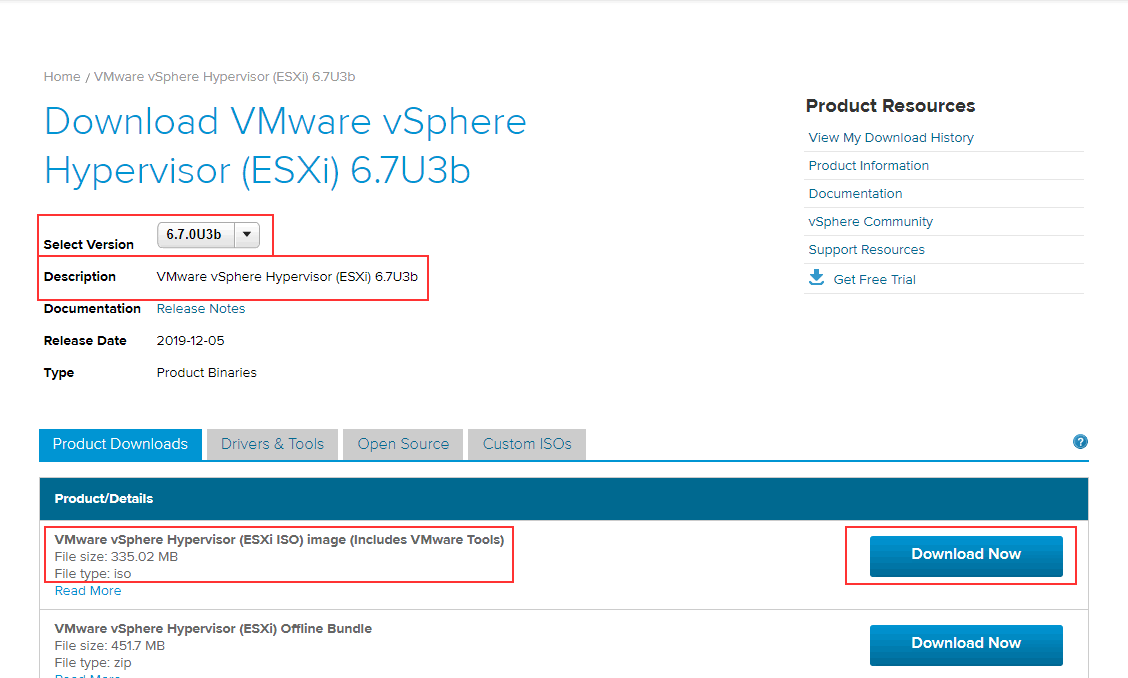 Home / VMware vSphere Hypervisor (ESXi) 6.7U3b
Download VMware vSphere
Hypervisor (ESXi) 6.7U3b
Select Version 6.7.0U3b
Description VMware vSphere Hypervisor (ESXi) 6.7U3b
Documentation Release Notes
Release Date 2019-12-05
Type Product Binaries
Product Resources
View My Download History
Product Information
Documentation
vSphere Community
Support Resources
Get Free Trial
Product Downloads Drivers & Tools Open Source Custom ISOs ?
Product/Details
VMware vSphere Hypervisor (ESXi ISO) image (Includes VMware Tools)
File size: 335.02 MB
File type: iso
Read More
Download Now
VMware vSphere Hypervisor (ESXi) Offline Bundle
File size: 451.7 MB
File type: zip
Read More
Download Now